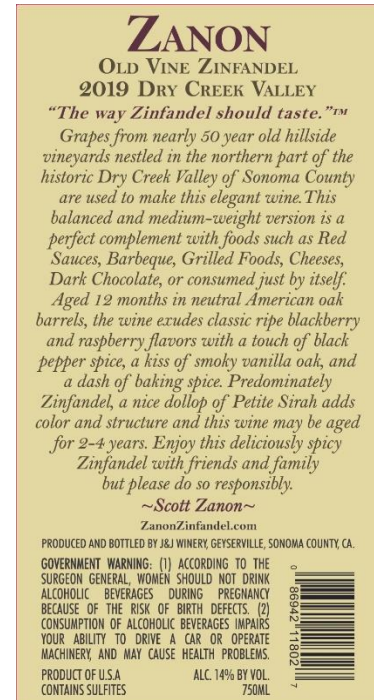 ZANON
OLD VINE ZINFANDEL
2019 DRY CREEK VALLEY
“The way Zinfandel should taste.”™
Grapes from nearly 50 year old hillside
vineyards nestled in the northern part of the
historic Dry Creek Valley of Sonoma County
are used to make this elegant wine. This
balanced and medium-weight version is a
perfect complement with foods such as Red
Sauces, Barbeque, Grilled Foods, Cheeses,
Dark Chocolate, or consumed just by itself.
Aged 12 months in neutral American oak
barrels, the wine exudes classic ripe blackberry
and raspberry flavors with a touch of black
pepper spice, a kiss of smoky vanilla oak, and
a dash of baking spice. Predominately
Zinfandel, a nice dollop of Petite Sirah adds
color and structure and this wine may be aged
for 2-4 years. Enjoy this deliciously spicy
Zinfandel with friends and family
but please do so responsibly.
~Scott Zanon~
ZanonZinfandel.com
PRODUCED AND BOTTLED BY J&J WINERY, GEYSERVILLE, SONOMA COUNTY, CA.
GOVERNMENT WARNING: (1) ACCORDING TO THE
SURGEON GENERAL, WOMEN SHOULD NOT DRINK
ALCOHOLIC BEVERAGES DURING PREGNANCY
BECAUSE OF THE RISK OF BIRTH DEFECTS. (2)
CONSUMPTION OF ALCOHOLIC BEVERAGES IMPAIRS
YOUR ABILITY TO DRIVE A CAR OR OPERATE
MACHINERY, AND MAY CAUSE HEALTH PROBLEMS.
PRODUCT OF U.S.A ALC. 14% BY VOL.
CONTAINS SULFITES 750ML
0 86942 11802 7